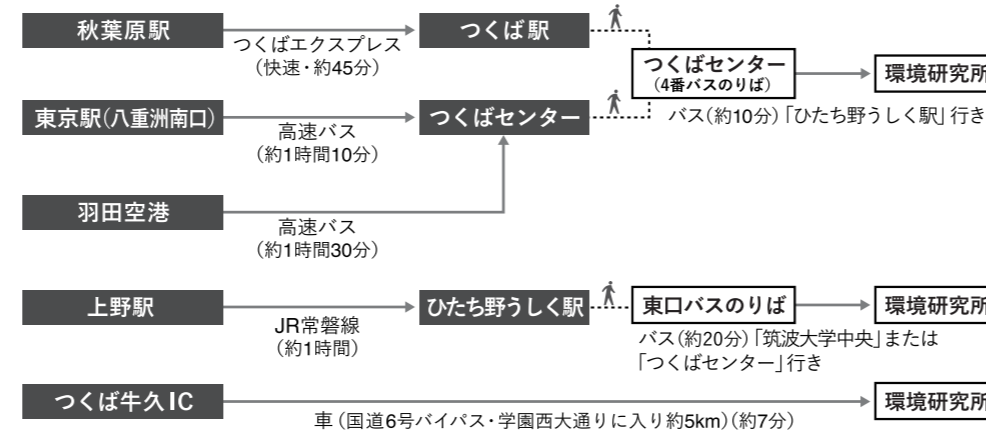 秋葉原駅
つくばエクスプレス
（快速・約45分）
つくば駅
つくばセンター
（4番バスのりば）
環境研究所
バス（約10分）「ひたち野うしく駅」行き
東京駅（八重洲南口）
高速バス
（約1時間10分）
つくばセンター
羽田空港
高速バス
（約1時間30分）
上野駅
JR常磐線
（約1時間）
ひたち野うしく駅
東口バスのりば
環境研究所
バス（約20分）「筑波大学中央」または
「つくばセンター」行き
つくば牛久IC
車（国道6号バイパス・学園西大通りに入り約5km）（約7分）
環境研究所